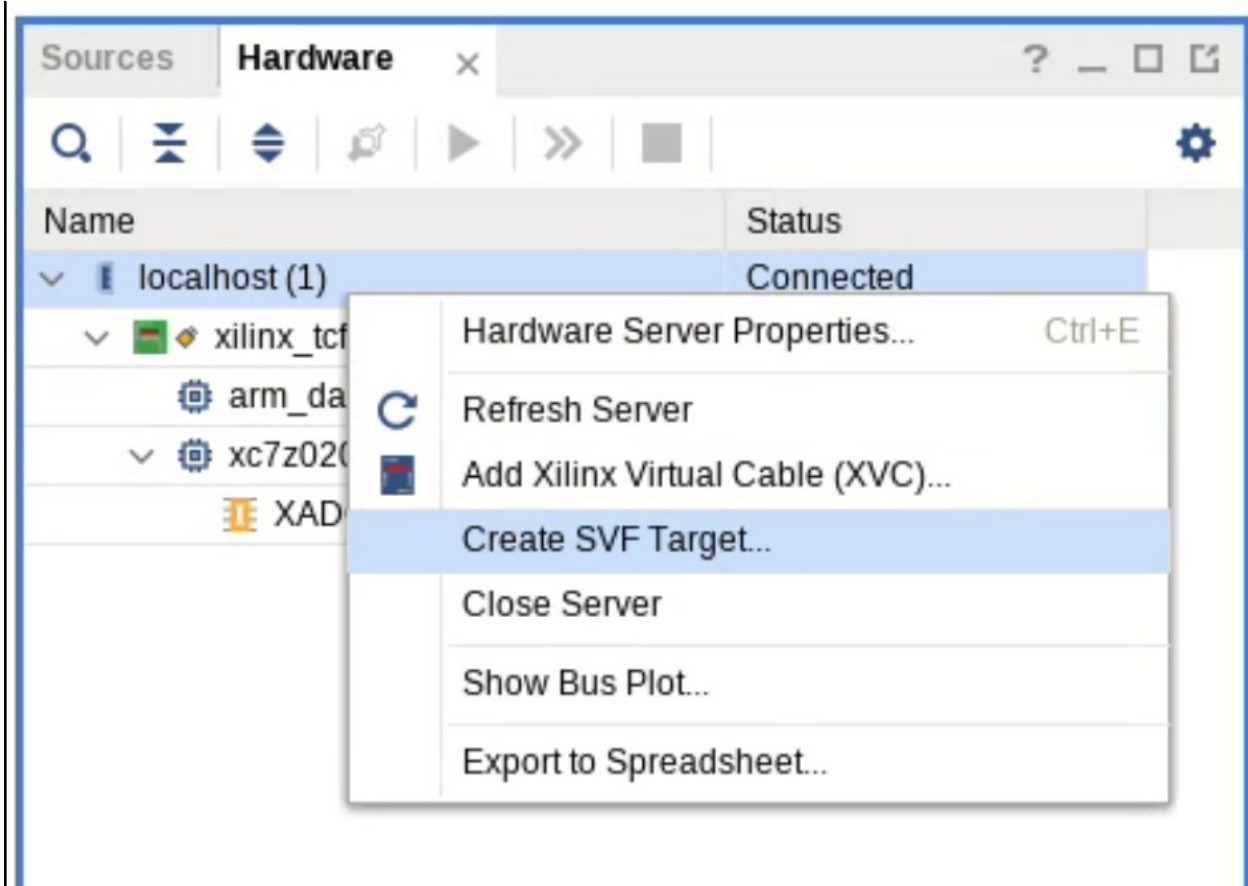 Sources Hardware
Name Status
localhost (1) Connected
xilinx_tcf
arm_da
xc7z020
XAD
Hardware Server Properties... Ctrl+E
Refresh Server
Add Xilinx Virtual Cable (XVC)...
Create SVF Target...
Close Server
Show Bus Plot...
Export to Spreadsheet...